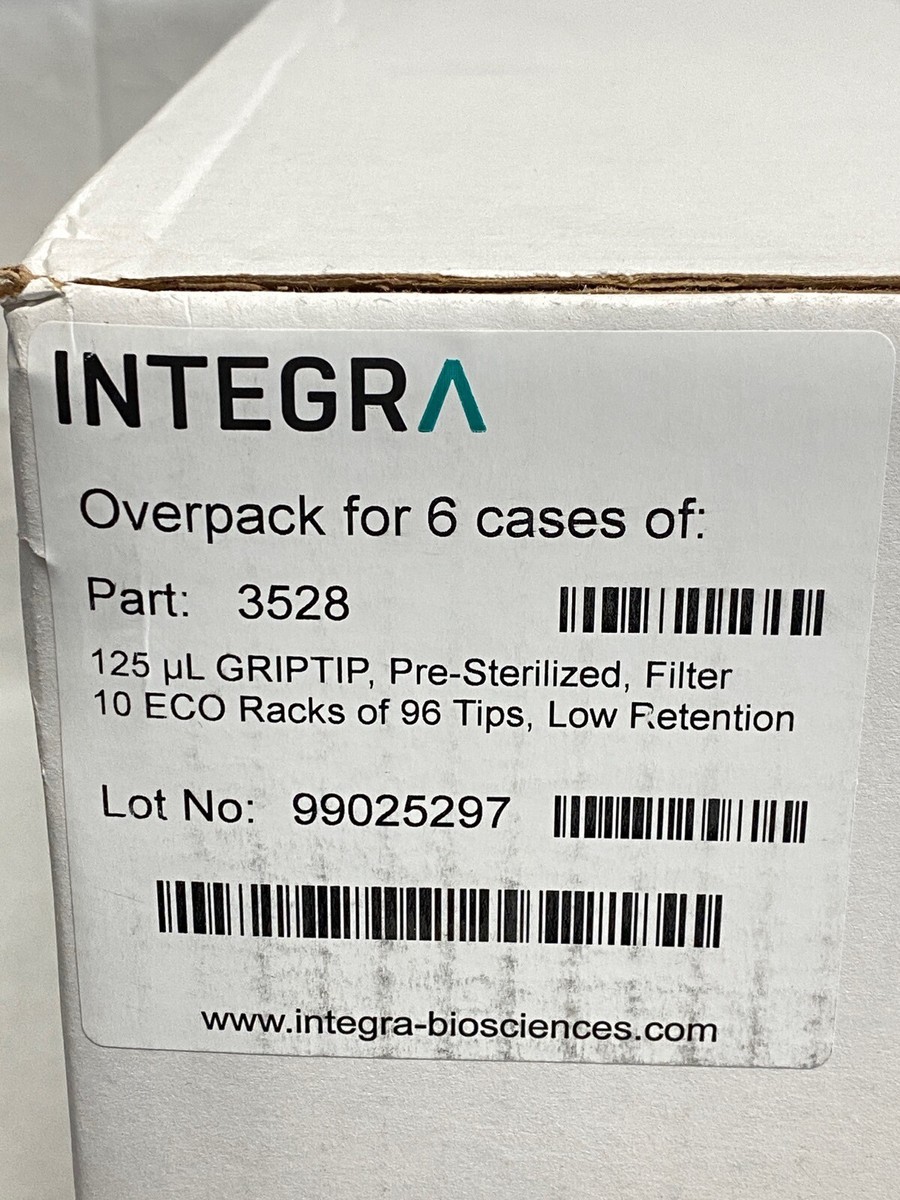 INTEGRA
Overpack for 6 cases of:
Part: 3528
125 µL GRIPTIP, Pre-Sterilized, Filter
10 ECO Racks of 96 Tips, Low Retention
Lot No: 99025297
www.integra-biosciences.com